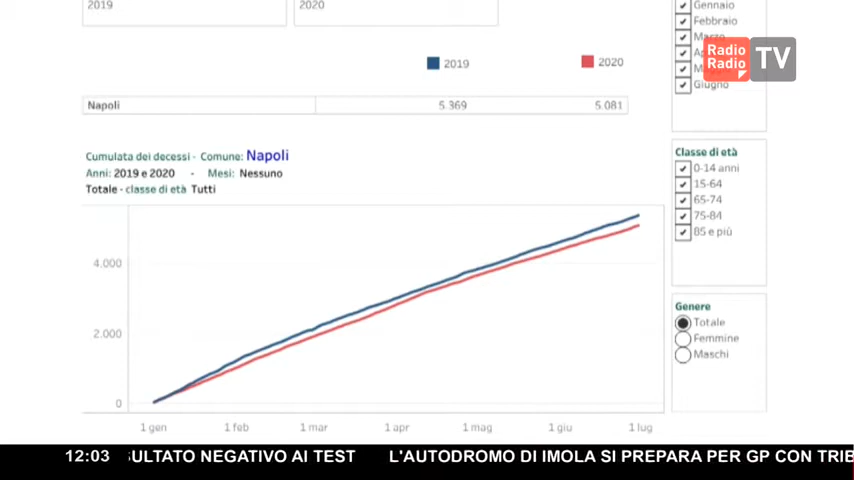 2019
2020
2019
2020
Napoli 5.369 5.081
Cumulata dei decessi - Comune: Napoli
Anni: 2019 e 2020 - Mesi: Nessuno
Totale - classe di età Tutti
4.000
2.000
0
1 gen 1 feb 1 mar 1 apr 1 mag 1 giu 1 lug
Gennaio
Febbraio
Giugno
Radio
Radio
TV
Classe di età
0-14 anni
15-64
65-74
75-84
85 e più
Genere
Totale
Femmine
Maschi
12:03 SULTATO NEGATIVO AI TEST L'AUTODROMO DI IMOLA SI PREPARA PER GP CON TRIB